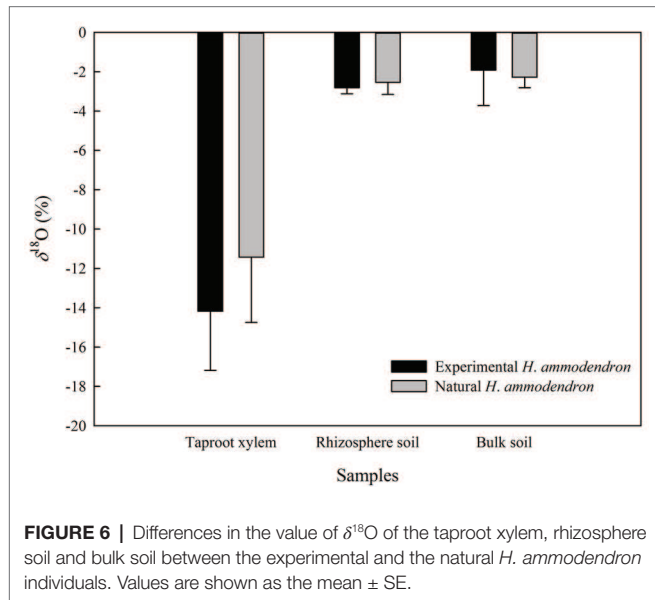 0
-2
-4
-6
-8
-10
-12
-14
-16
-18
-20
δ¹⁸O (%)
Experimental H. ammodendron
Natural H. ammodendron
Taproot xylem Rhizosphere soil Bulk soil
Samples
FIGURE 6 | Differences in the value of δ¹⁸O of the taproot xylem, rhizosphere
soil and bulk soil between the experimental and the natural H. ammodendron
individuals. Values are shown as the mean ± SE.